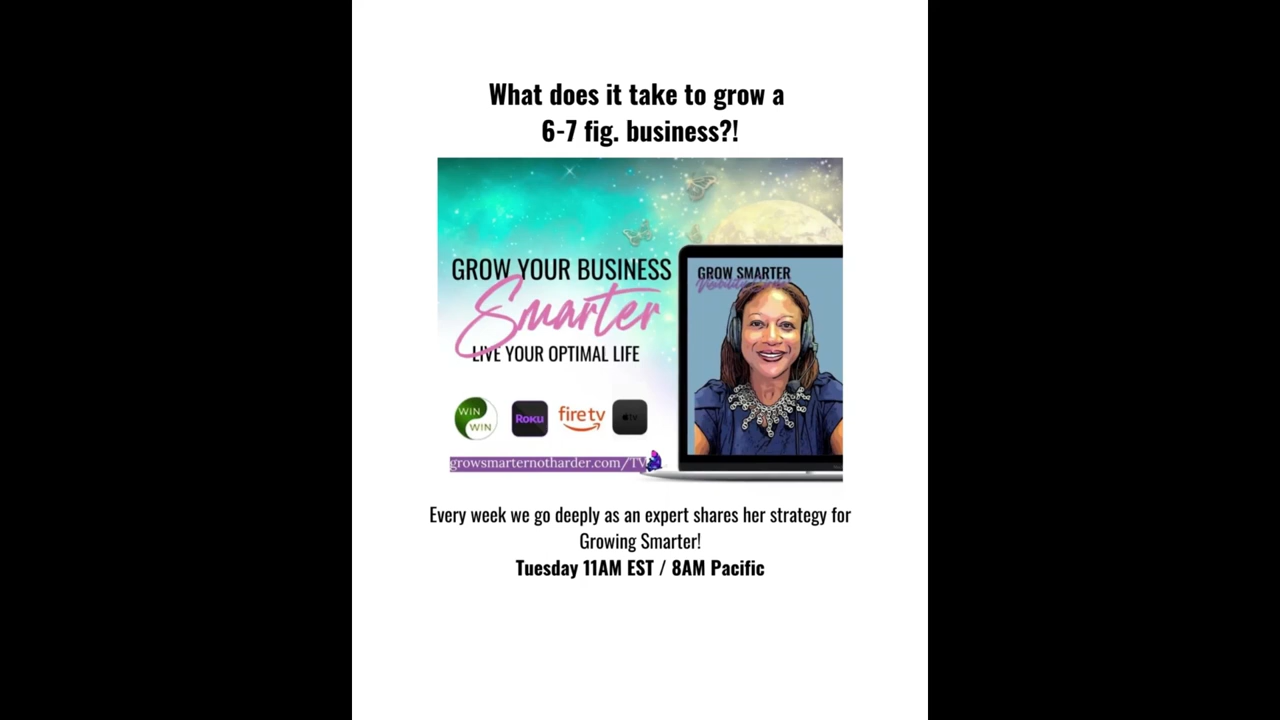 What does it take to grow a
6-7 fig. business?!
GROW YOUR BUSINESS
Smarter
LIVE YOUR OPTIMAL LIFE
GROW SMARTER
WIN
WIN
ROKU
fire tv
tv
growsmarternotharder.com/TV
Every week we go deeply as an expert shares her strategy for
Growing Smarter!
Tuesday 11AM EST / 8AM Pacific